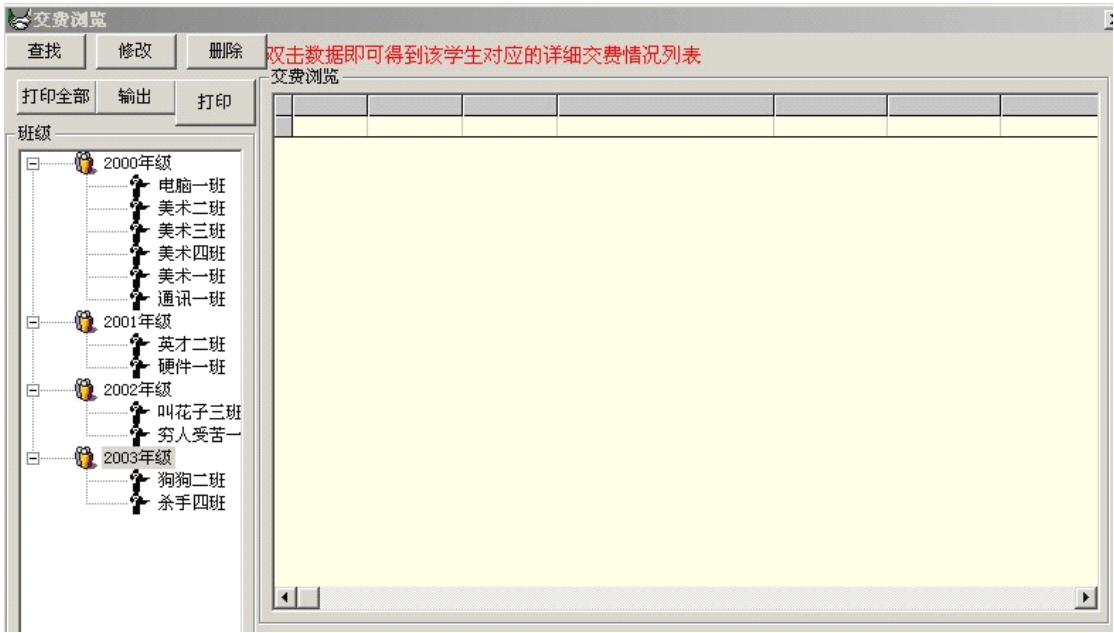 交费浏览
查找 修改 删除
双击数据即可得到该学生对应的详细交费情况列表
打印全部 输出 打印
交费浏览
班级
2000年级
电脑一班
美术二班
美术三班
美术四班
美术一班
通讯一班
2001年级
英才二班
硬件一班
2002年级
叫花子三班
穷人受苦一
2003年级
狗狗二班
杀手四班